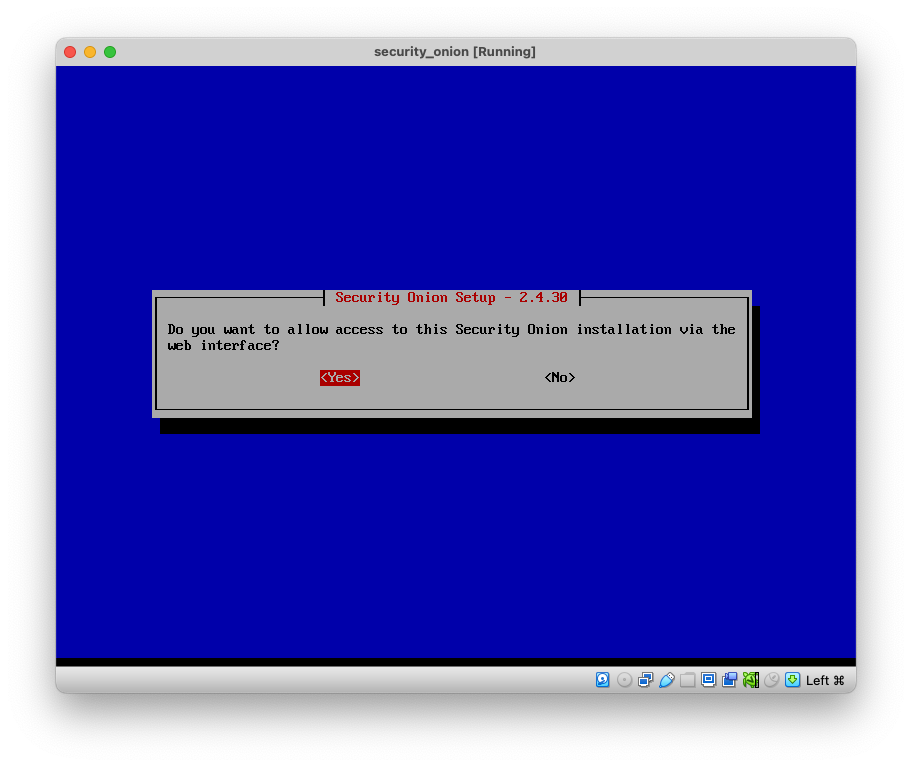 security_onion [Running]
Security Onion Setup - 2.4.30
Do you want to allow access to this Security Onion installation via the
web interface?
<Yes> <No>
Left ⌘